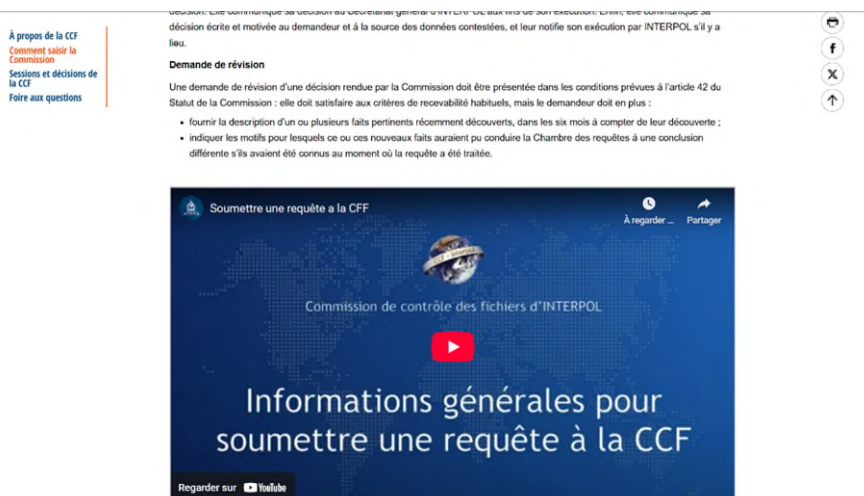 À propos de la CCF
Comment saisir la
Commission
Sessions et décisions de
la CCF
Foire aux questions
décision. Elle communique sa décision au Secrétariat général d'INTERPOL aux fins de son exécution. Enfin, elle communique sa
décision écrite et motivée au demandeur et à la source des données contestées, et leur notifie son exécution par INTERPOL s'il y a
lieu.
Demande de révision
Une demande de révision d'une décision rendue par la Commission doit être présentée dans les conditions prévues à l'article 42 du
Statut de la Commission : elle doit satisfaire aux critères de recevabilité habituels, mais le demandeur doit en plus :
• fournir la description d'un ou plusieurs faits pertinents récemment découverts, dans les six mois à compter de leur découverte ;
• indiquer les motifs pour lesquels ce ou ces nouveaux faits auraient pu conduire la Chambre des requêtes à une conclusion
différente s'ils avaient été connus au moment où la requête a été traitée.
Soumettre une requête a la CFF
À regarder ...
Partager
CCF - Interpol
Commission de contrôle des fichiers d'INTERPOL
Informations générales pour
soumettre une requête à la CCF
Regarder sur YouTube